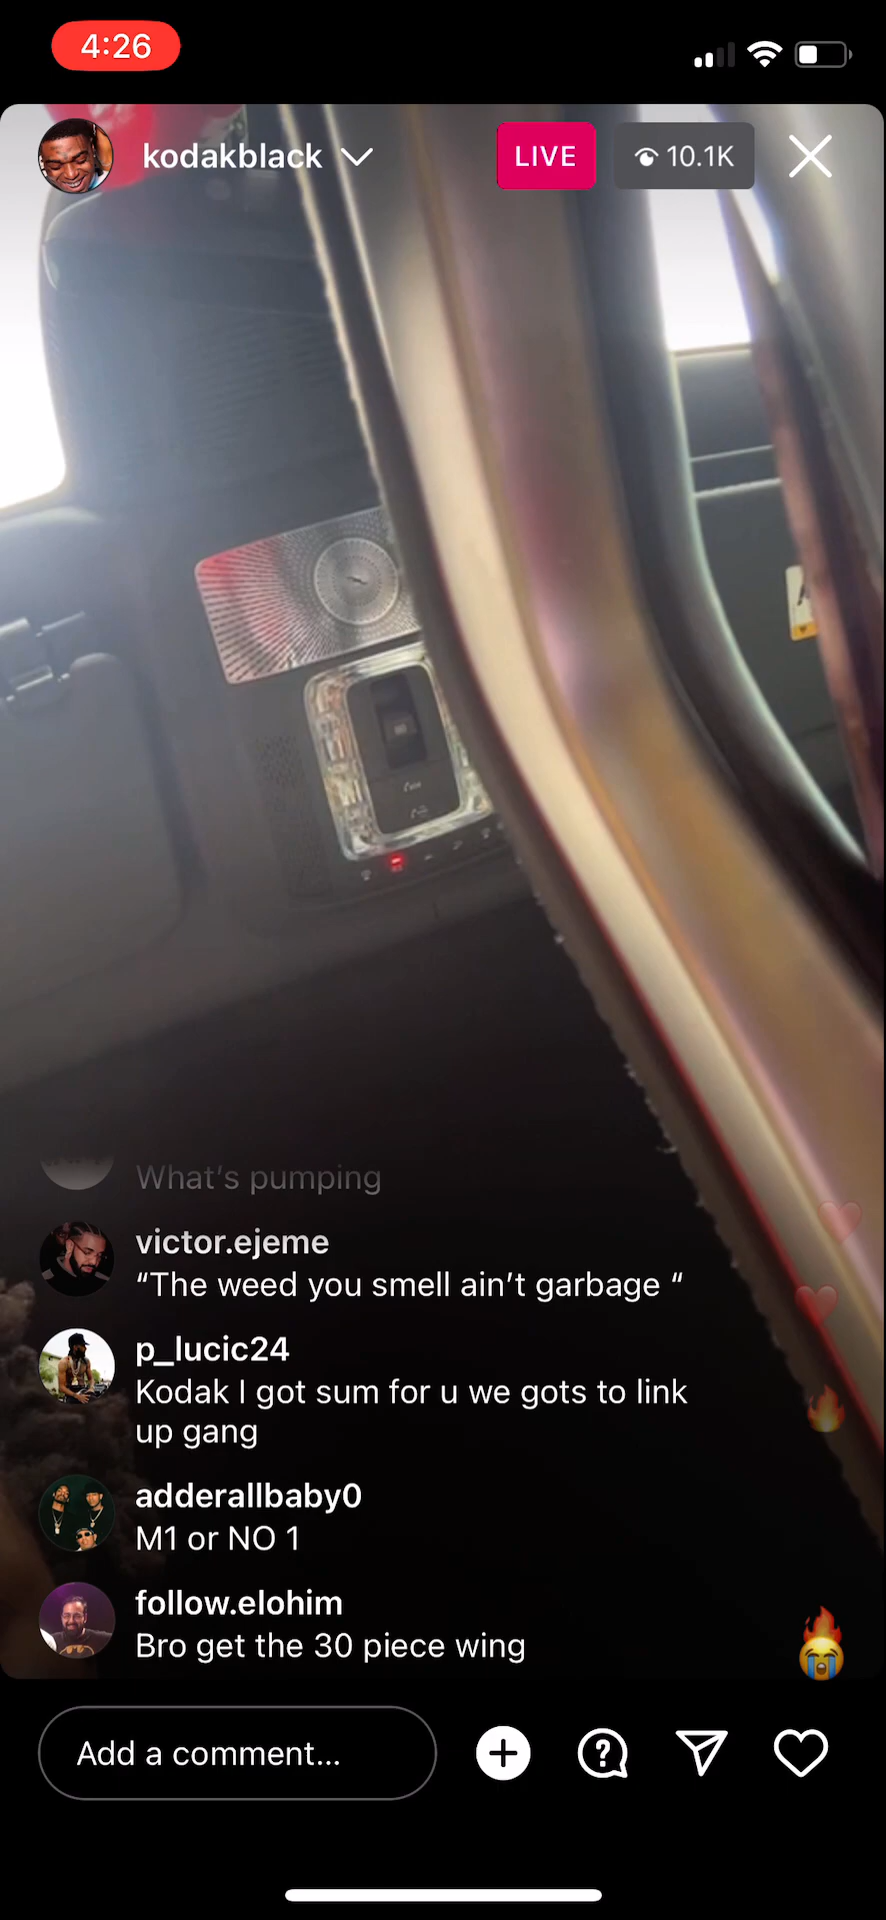 4:26
kodakblack
LIVE
10.1K
What's pumping
victor.ejeme
“The weed you smell ain’t garbage “
p_lucic24
Kodak I got sum for u we gots to link
up gang
adderallbaby0
M1 or NO 1
follow.elohim
Bro get the 30 piece wing
Add a comment...